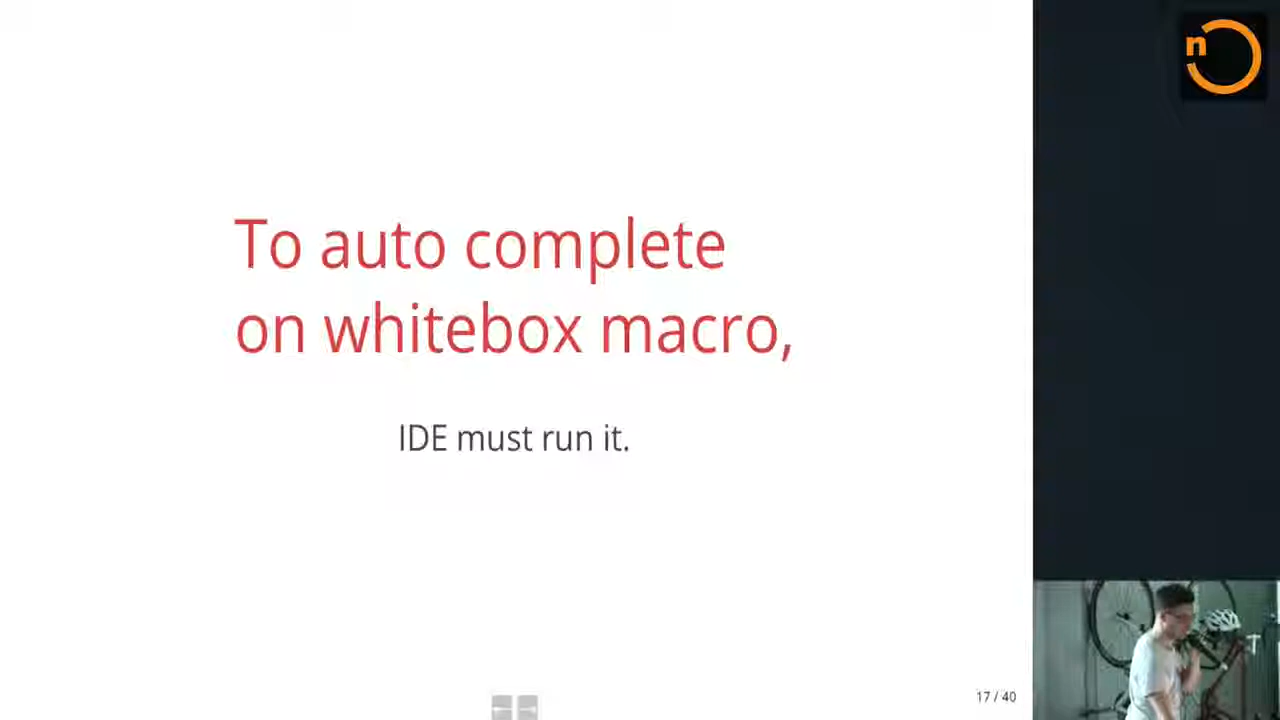 To auto complete
on whitebox macro,
IDE must run it.
17 / 40
n